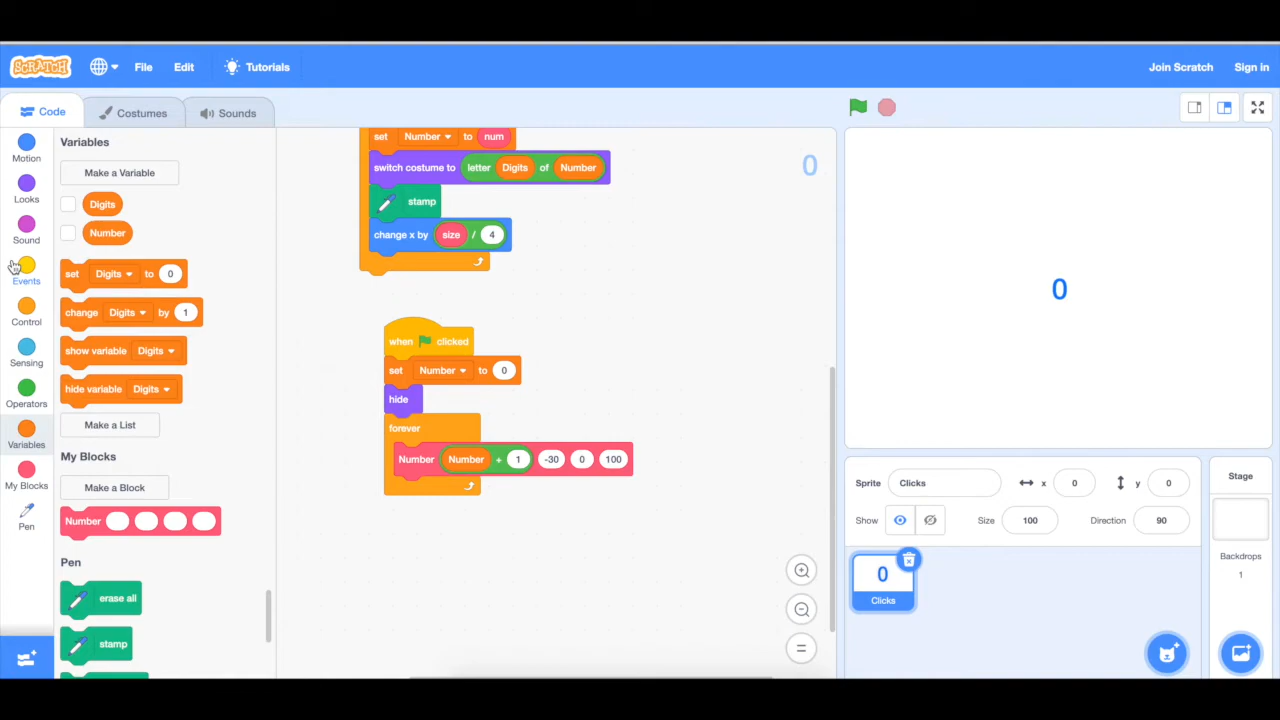 SCRATCH File Edit Tutorials Join Scratch Sign in
Code Costumes Sounds
Motion
Looks
Sound
Events
Control
Sensing
Operators
Variables
My Blocks
Pen
Variables
Make a Variable
Digits
Number
set Digits to 0
change Digits by 1
show variable Digits
hide variable Digits
Make a List
My Blocks
Make a Block
Number
Pen
erase all
stamp
set Number to num
switch costume to letter Digits of Number
stamp
change x by size / 4
when clicked
set Number to 0
hide
forever
Number Number + 1 -30 0 100
0
0
Sprite Clicks x 0 y 0
Show Size 100 Direction 90
0
Clicks
Stage
Backdrops
1